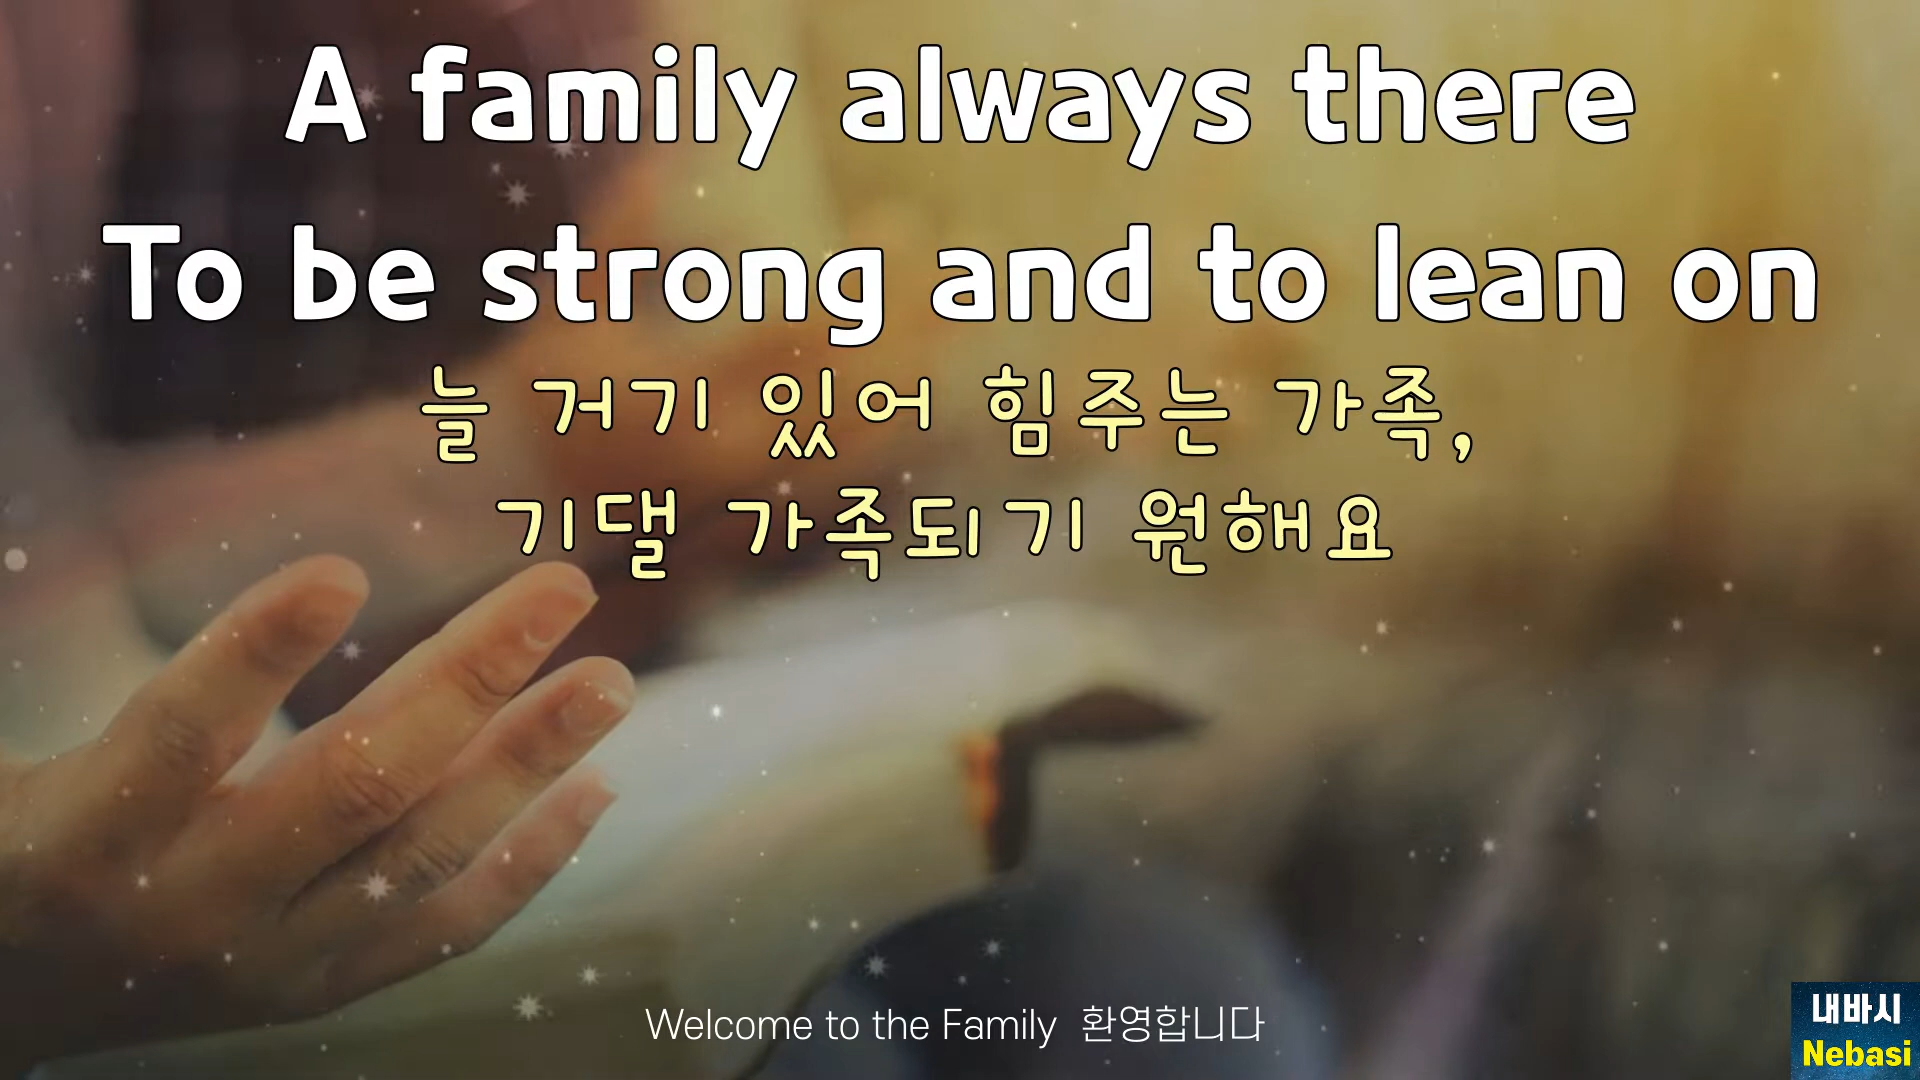 A family always there
To be strong and to lean on
늘 거기 있어 힘주는 가족,
기댈 가족되기 원해요
Welcome to the Family 환영합니다
내바시
Nebasi